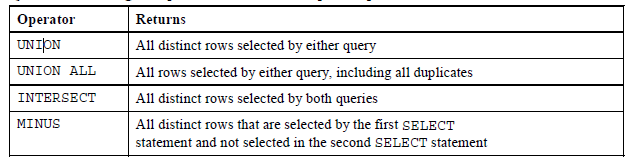 Operator Returns
UNION All distinct rows selected by either query
UNION ALL All rows selected by either query, including all duplicates
INTERSECT All distinct rows selected by both queries
MINUS All distinct rows that are selected by the first SELECT
statement and not selected in the second SELECT statement